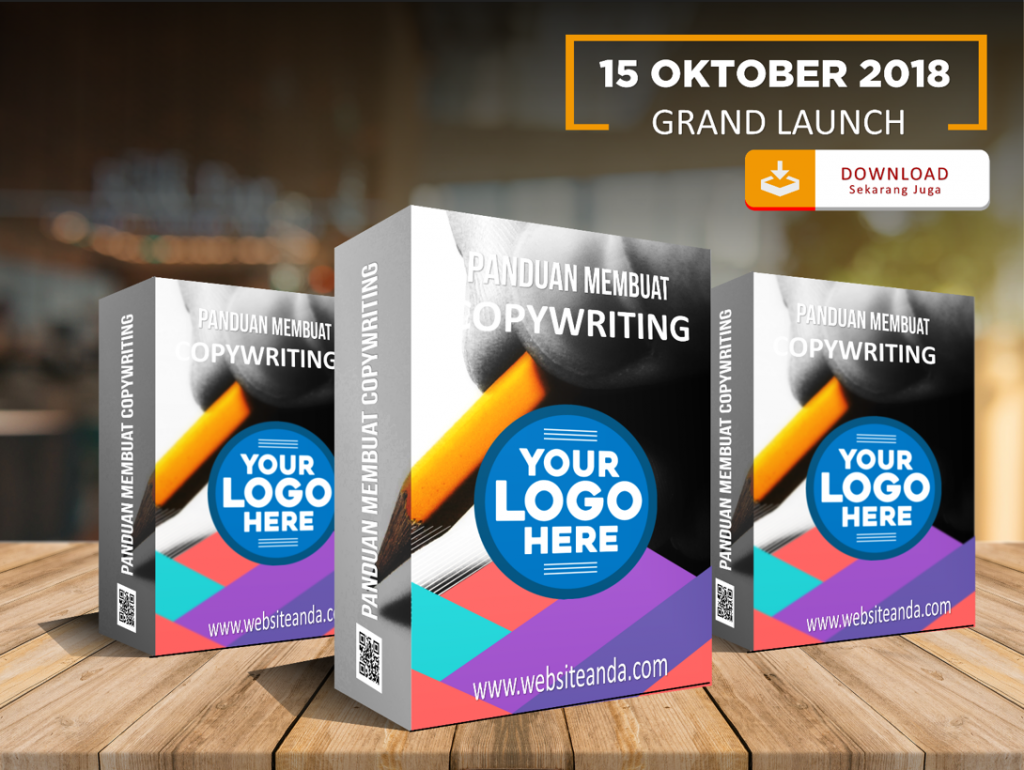 15 OKTOBER 2018
GRAND LAUNCH
DOWNLOAD
Sekarang Juga
PANDUAN MEMBUAT COPYWRITING
PANDUAN MEMBUAT
COPYWRITING
YOUR
LOGO
HERE
www.websiteanda.co
PANDUAN MEMBUAT COPYWRITING
PANDUAN MEMBUAT
COPYWRITING
YOUR
LOGO
HERE
www.websiteanda.com
PANDUAN MEMBUAT COPYWRITING
PANDUAN MEMBUAT
COPYWRITING
YOUR
LOGO
HERE
www.websiteanda.com